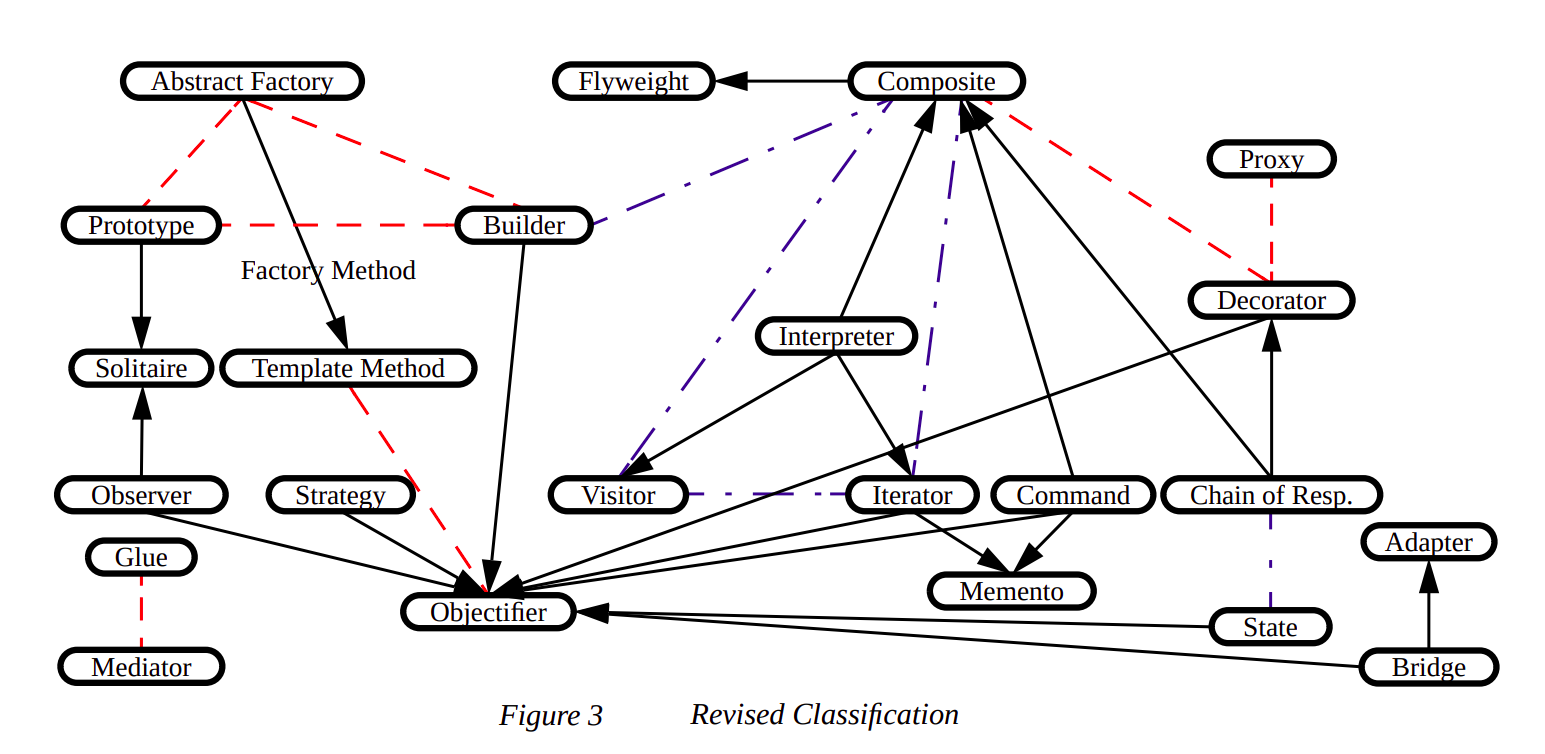 Abstract Factory
Flyweight
Composite
Proxy
Prototype
Builder
Factory Method
Decorator
Interpreter
Solitaire
Template Method
Observer
Strategy
Visitor
Iterator
Command
Chain of Resp.
Glue
Adapter
Memento
Objectifier
State
Mediator
Bridge
Figure 3 Revised Classification